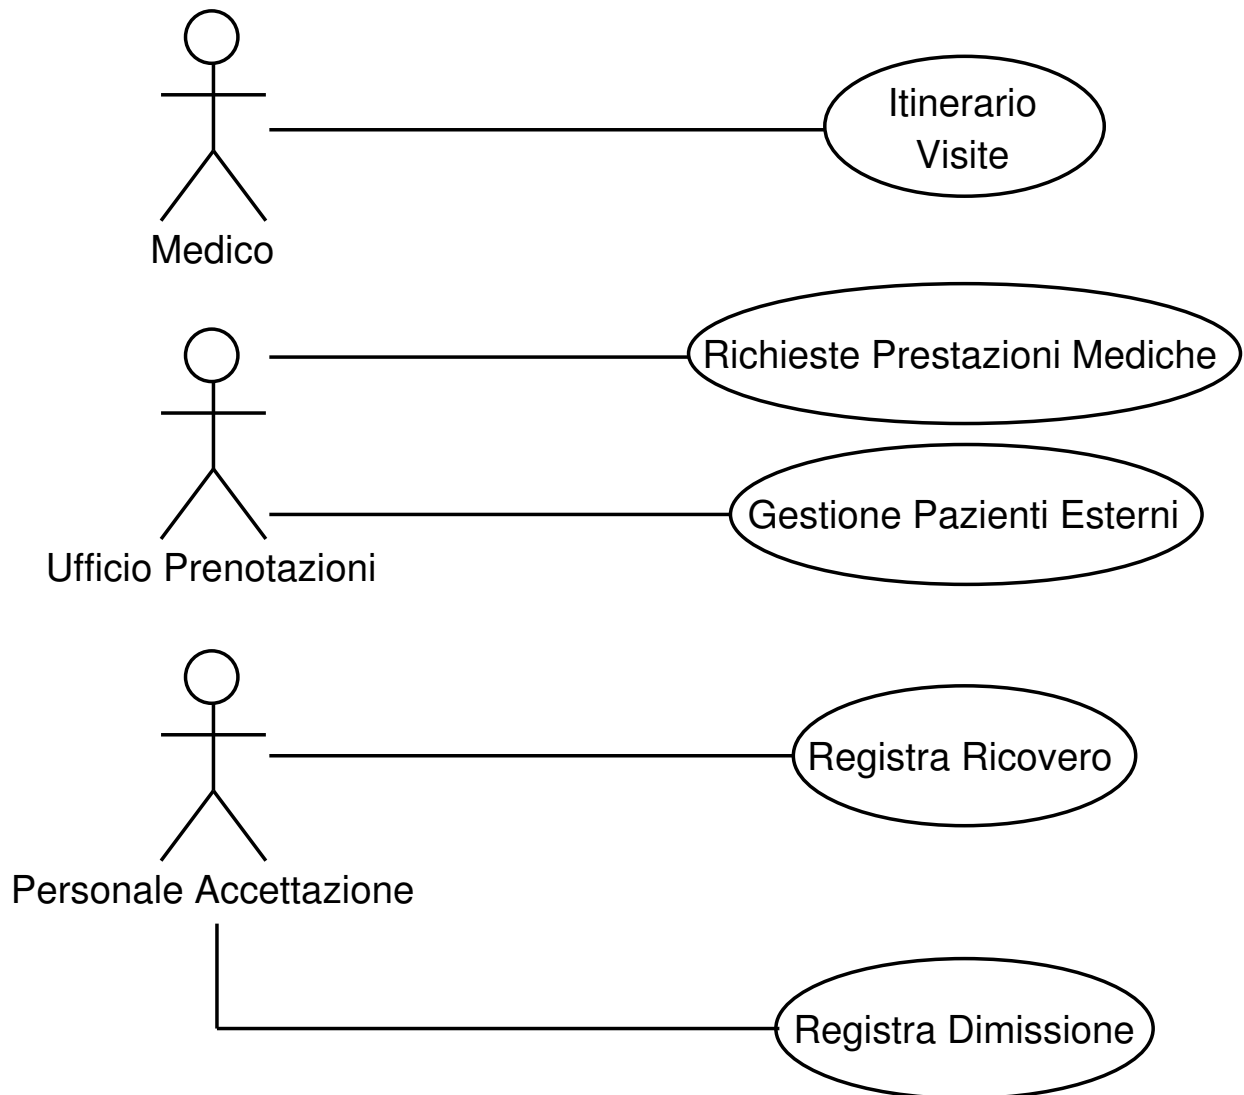 Itinerario
Visite
Medico
Richieste Prestazioni Mediche
Gestione Pazienti Esterni
Ufficio Prenotazioni
Registra Ricovero
Personale Accettazione
Registra Dimissione